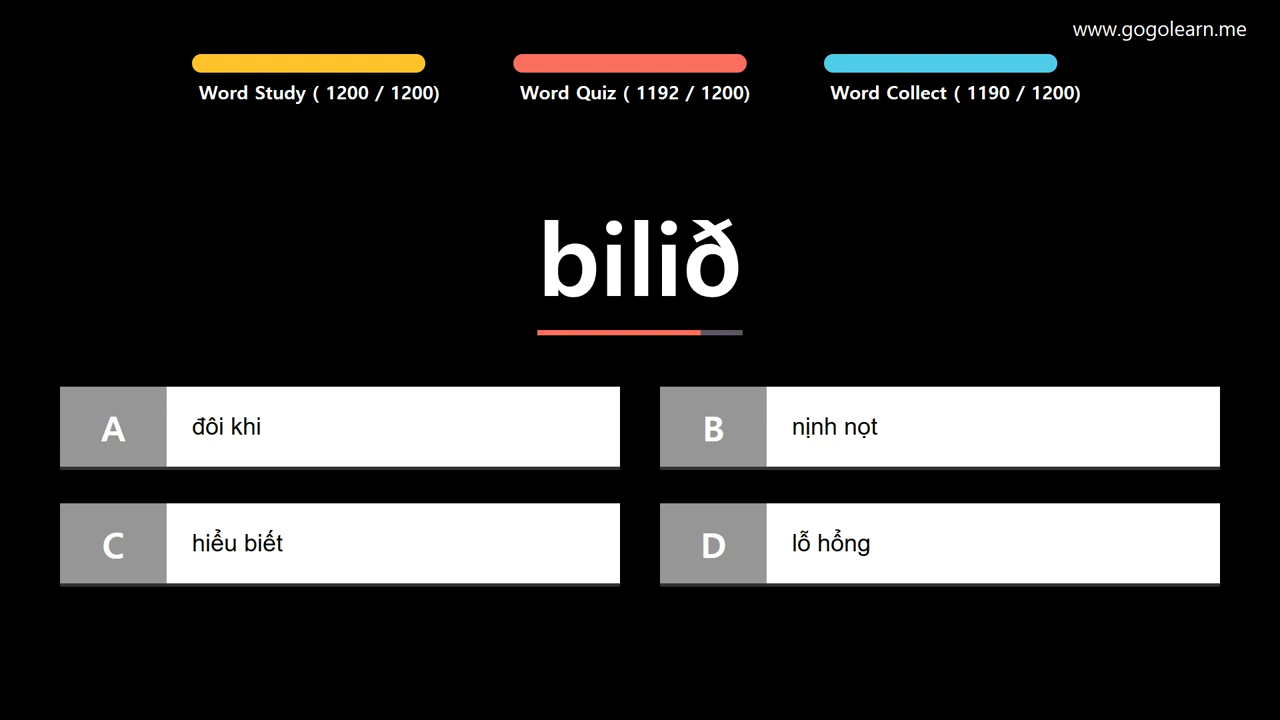 www.gogolearn.me
Word Study ( 1200 / 1200)
Word Quiz ( 1192 / 1200)
Word Collect ( 1190 / 1200)
bilið
A
đôi khi
B
nịnh nọt
C
hiểu biết
D
lỗ hổng